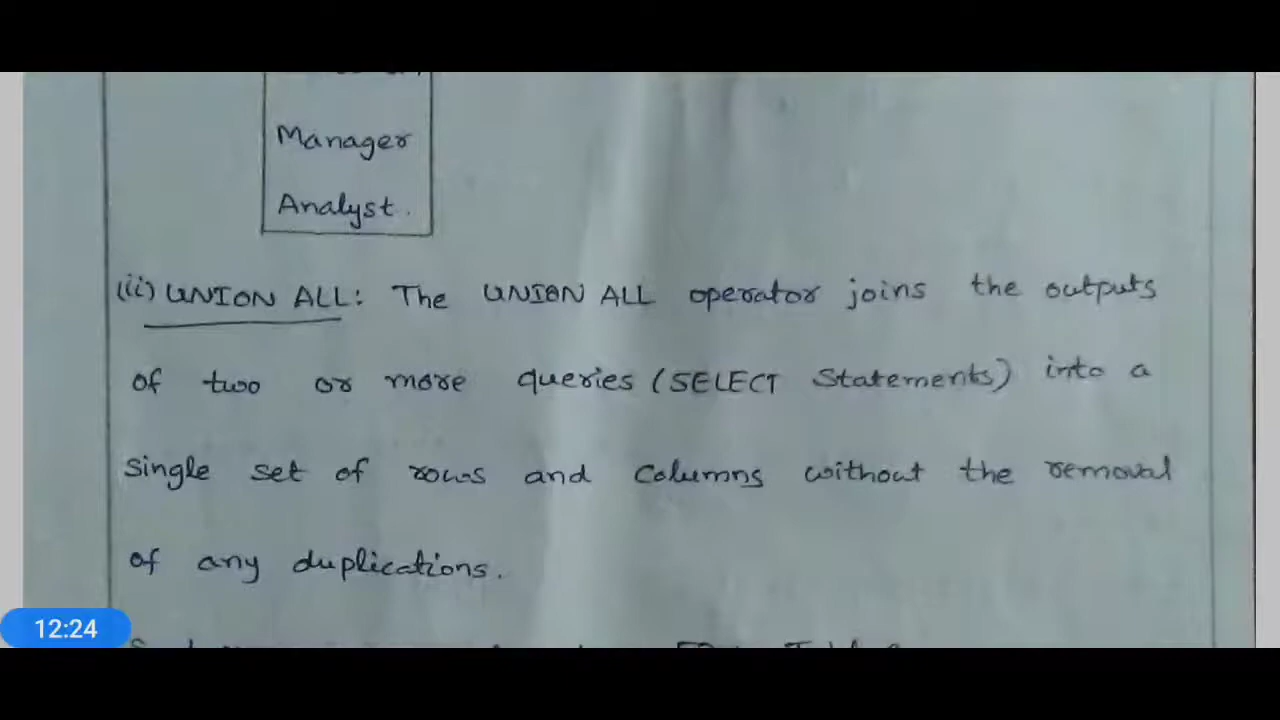 Manager
Analyst.
(ii) UNION ALL: The UNION ALL operator joins the outputs
of two or more queries (SELECT Statements) into a
single set of rows and columns without the removal
of any duplications.
12:24